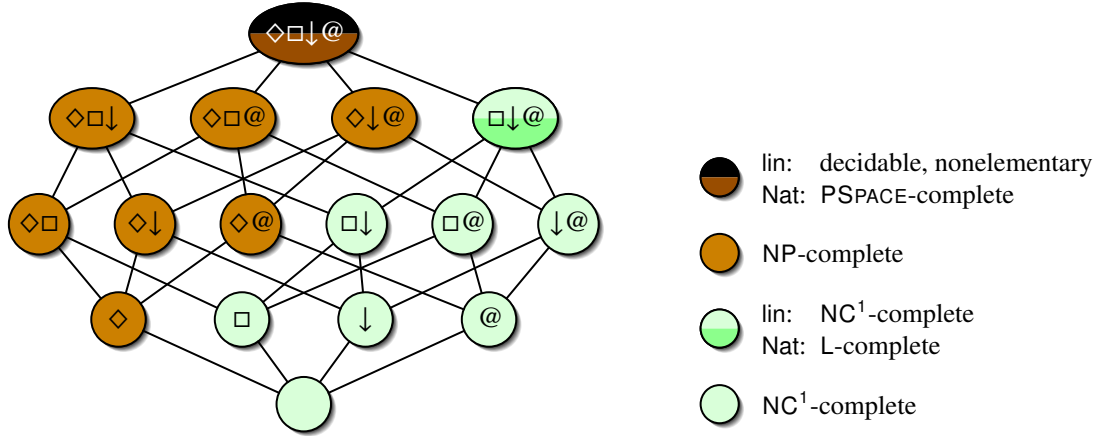 ◇□↓@
◇□↓ ◇□@ ◇↓@ □↓@
◇□ ◇↓ ◇@ □↓ □@ ↓@
◇ □ ↓ @
lin: decidable, nonelementary
Nat: PSPACE-complete
NP-complete
lin: NC¹-complete
Nat: L-complete
NC¹-complete